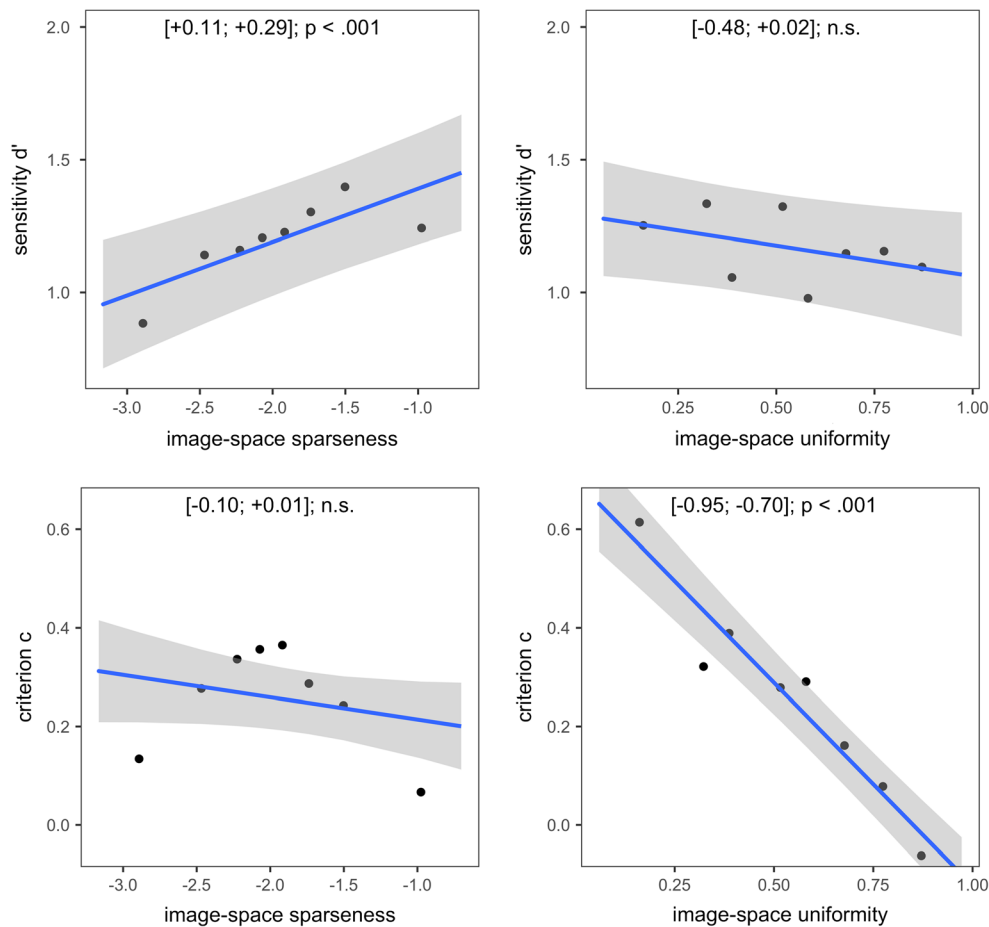 [+0.11; +0.29]; p < .001
2.0
1.5
1.0
sensitivity d'
-3.0 -2.5 -2.0 -1.5 -1.0
image-space sparseness
[-0.48; +0.02]; n.s.
2.0
1.5
1.0
sensitivity d'
0.25 0.50 0.75 1.00
image-space uniformity
[-0.10; +0.01]; n.s.
0.6
0.4
0.2
0.0
criterion c
-3.0 -2.5 -2.0 -1.5 -1.0
image-space sparseness
[-0.95; -0.70]; p < .001
0.6
0.4
0.2
0.0
criterion c
0.25 0.50 0.75 1.00
image-space uniformity